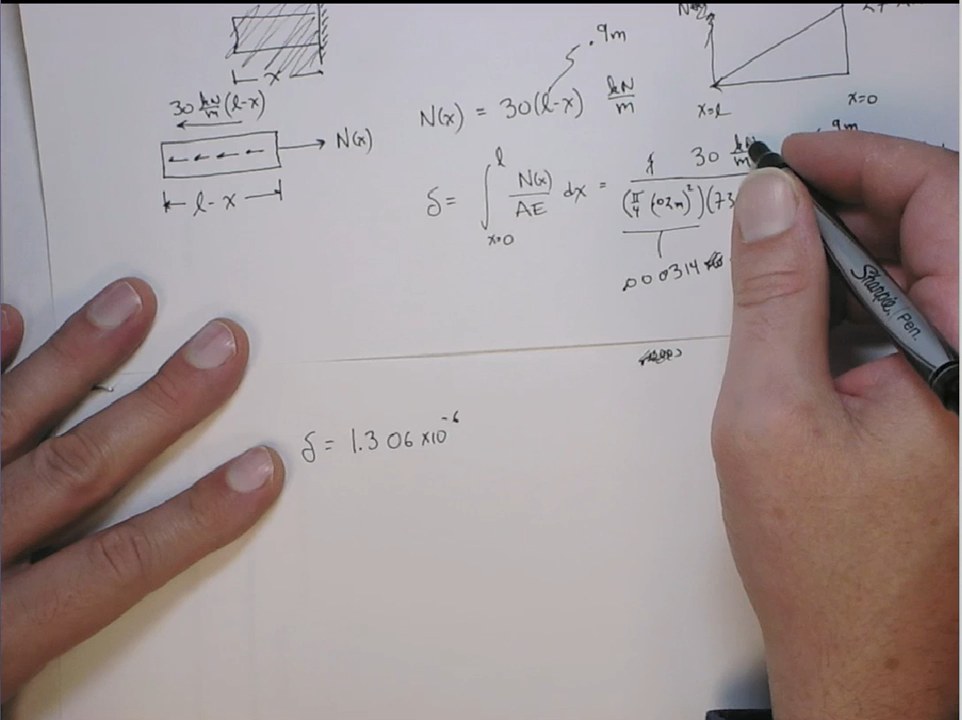 x
30 kN/m (l-x)
N(x)
l - x
.9m
N(x) = 30(l-x) kN/m
x=l
x=0
.9m
δ = ∫ₓ₌₀ˡ N(x)/AE dx = 30 kN/m
(π/4 (.02m)²)(73
.000314
δ = 1.306 x10⁻⁶
Sharpie. Pen.